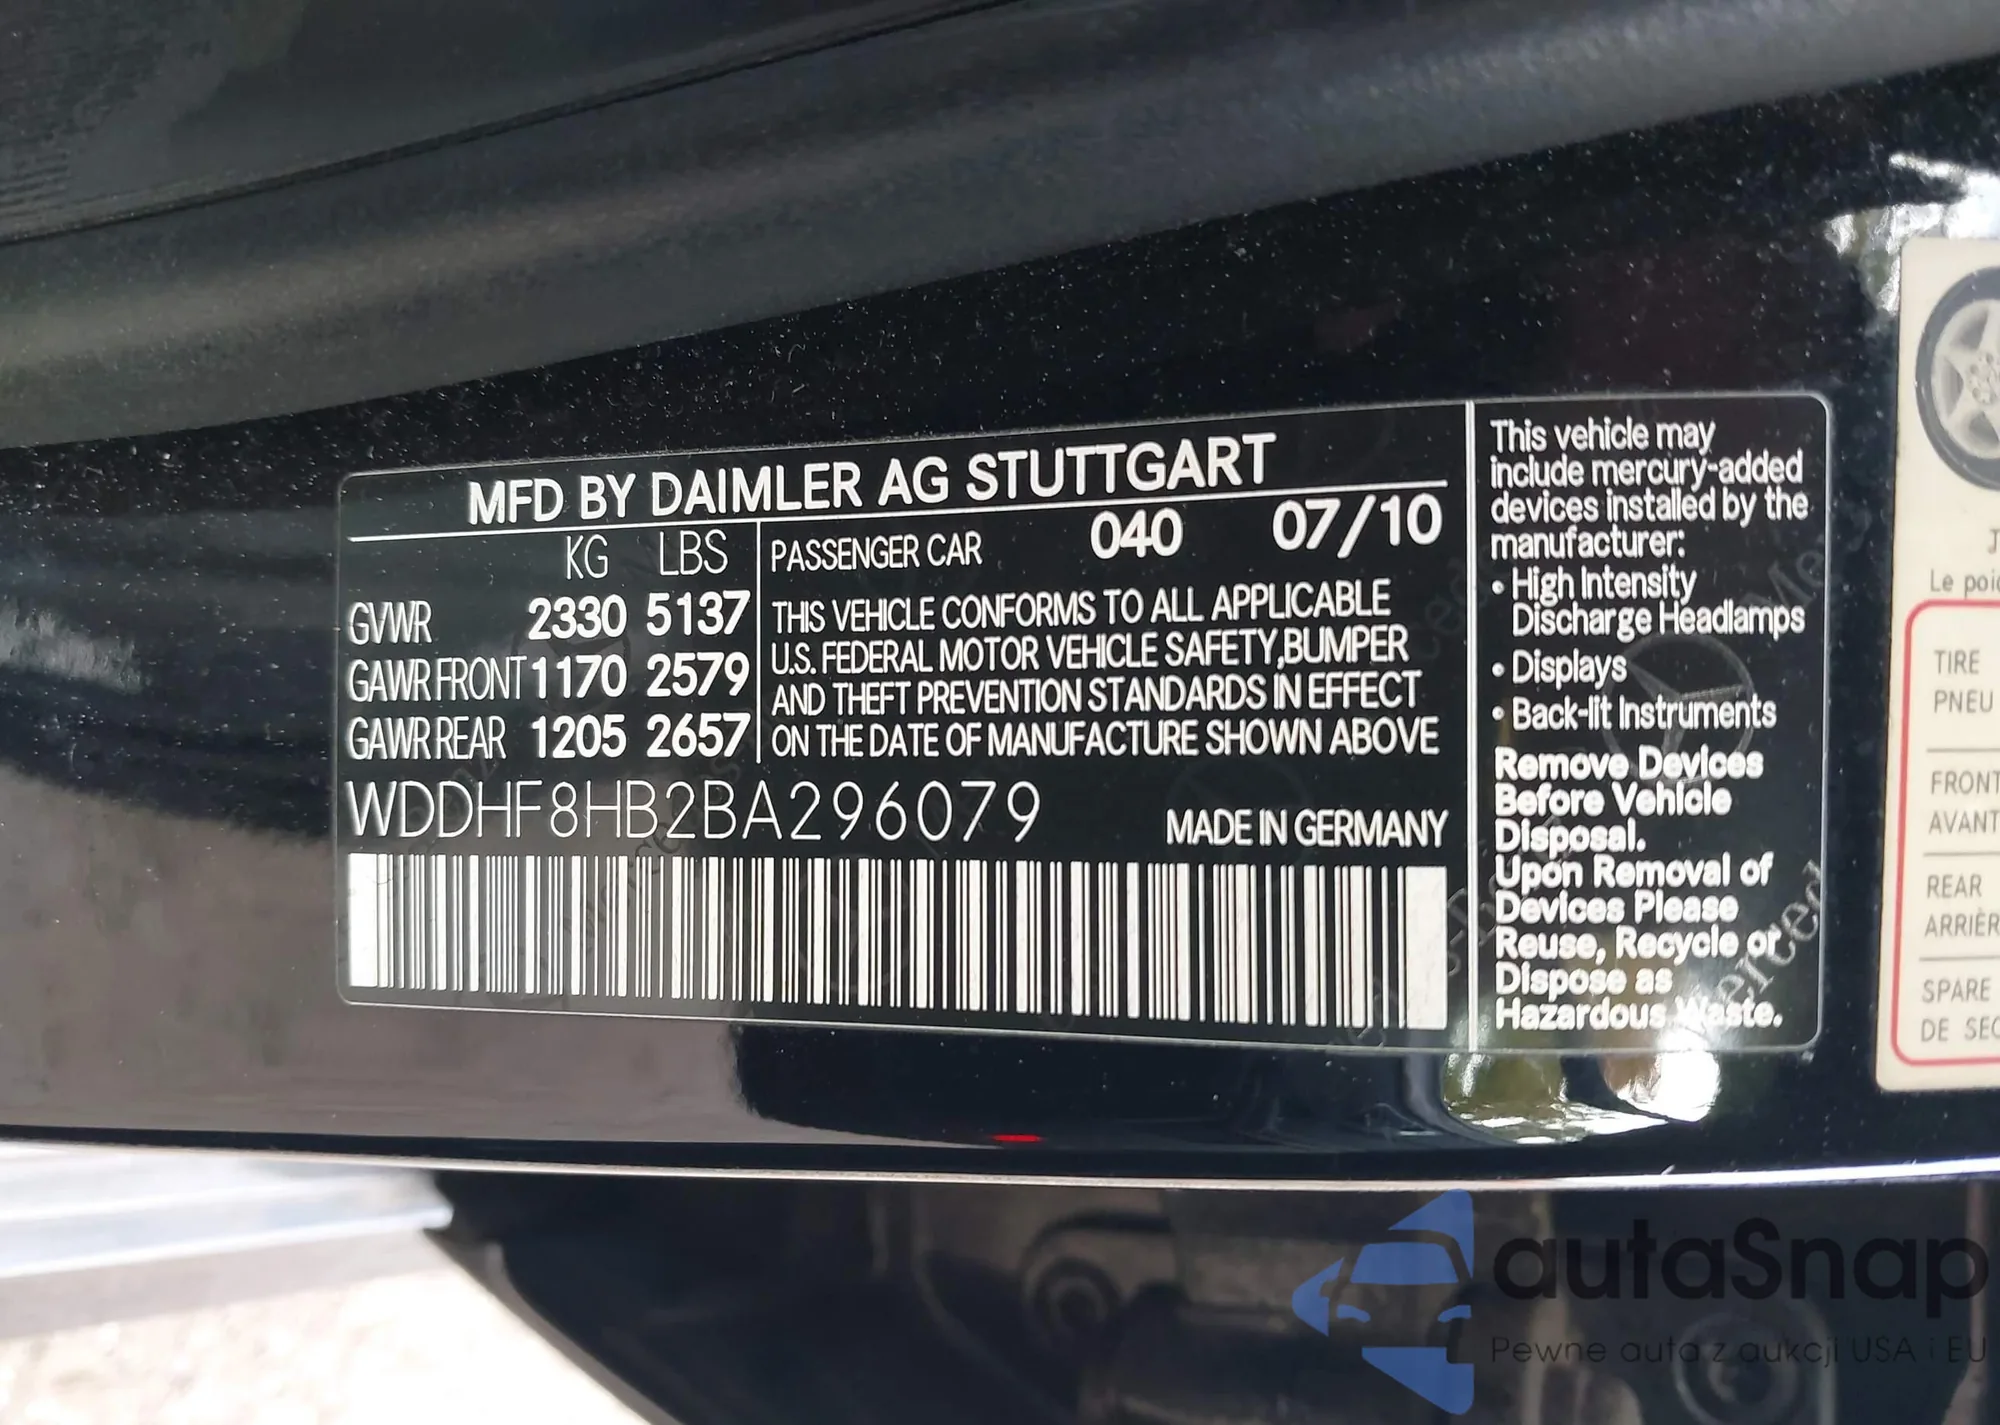 MFD BY DAIMLER AG STUTTGART
KG LBS
GVWR 2330 5137
GAWR FRONT 1170 2579
GAWR REAR 1205 2657
PASSENGER CAR 040 07/10
THIS VEHICLE CONFORMS TO ALL APPLICABLE
U.S. FEDERAL MOTOR VEHICLE SAFETY,BUMPER
AND THEFT PREVENTION STANDARDS IN EFFECT
ON THE DATE OF MANUFACTURE SHOWN ABOVE
WDDHF8HB2BA296079
MADE IN GERMANY
This vehicle may
include mercury-added
devices installed by the
manufacturer:
• High Intensity
Discharge Headlamps
• Displays
• Back-lit Instruments
Remove Devices
Before Vehicle
Disposal.
Upon Removal of
Devices Please
Reuse, Recycle or
Dispose as
Hazardous Waste.
Le
TIRE
PNEU
FRONT
AVANT
REAR
SPARE
DE
autaSnap
Pewne auta z aukcji USA i EU